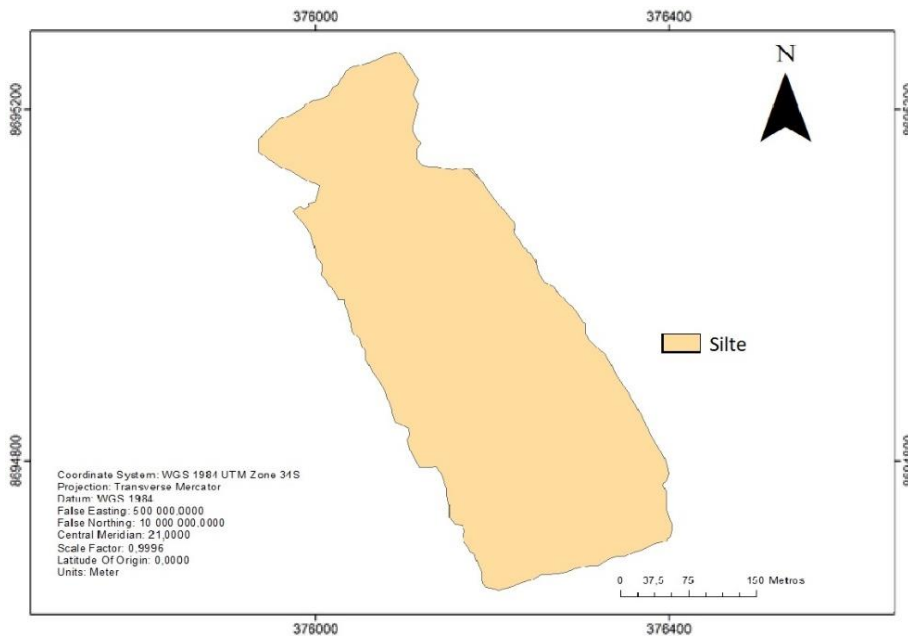 376000 376400
N
8695200 8695200
Silte
8694800 8694800
Coordinate System: WGS 1984 UTM Zone 34S
Projection: Transverse Mercator
Datum: WGS 1984
False Easting: 500 000,0000
False Northing: 10 000 000,0000
Central Meridian: 21,0000
Scale Factor: 0,9996
Latitude Of Origin: 0,0000
Units: Meter
0 37,5 75 150 Metros
376000 376400